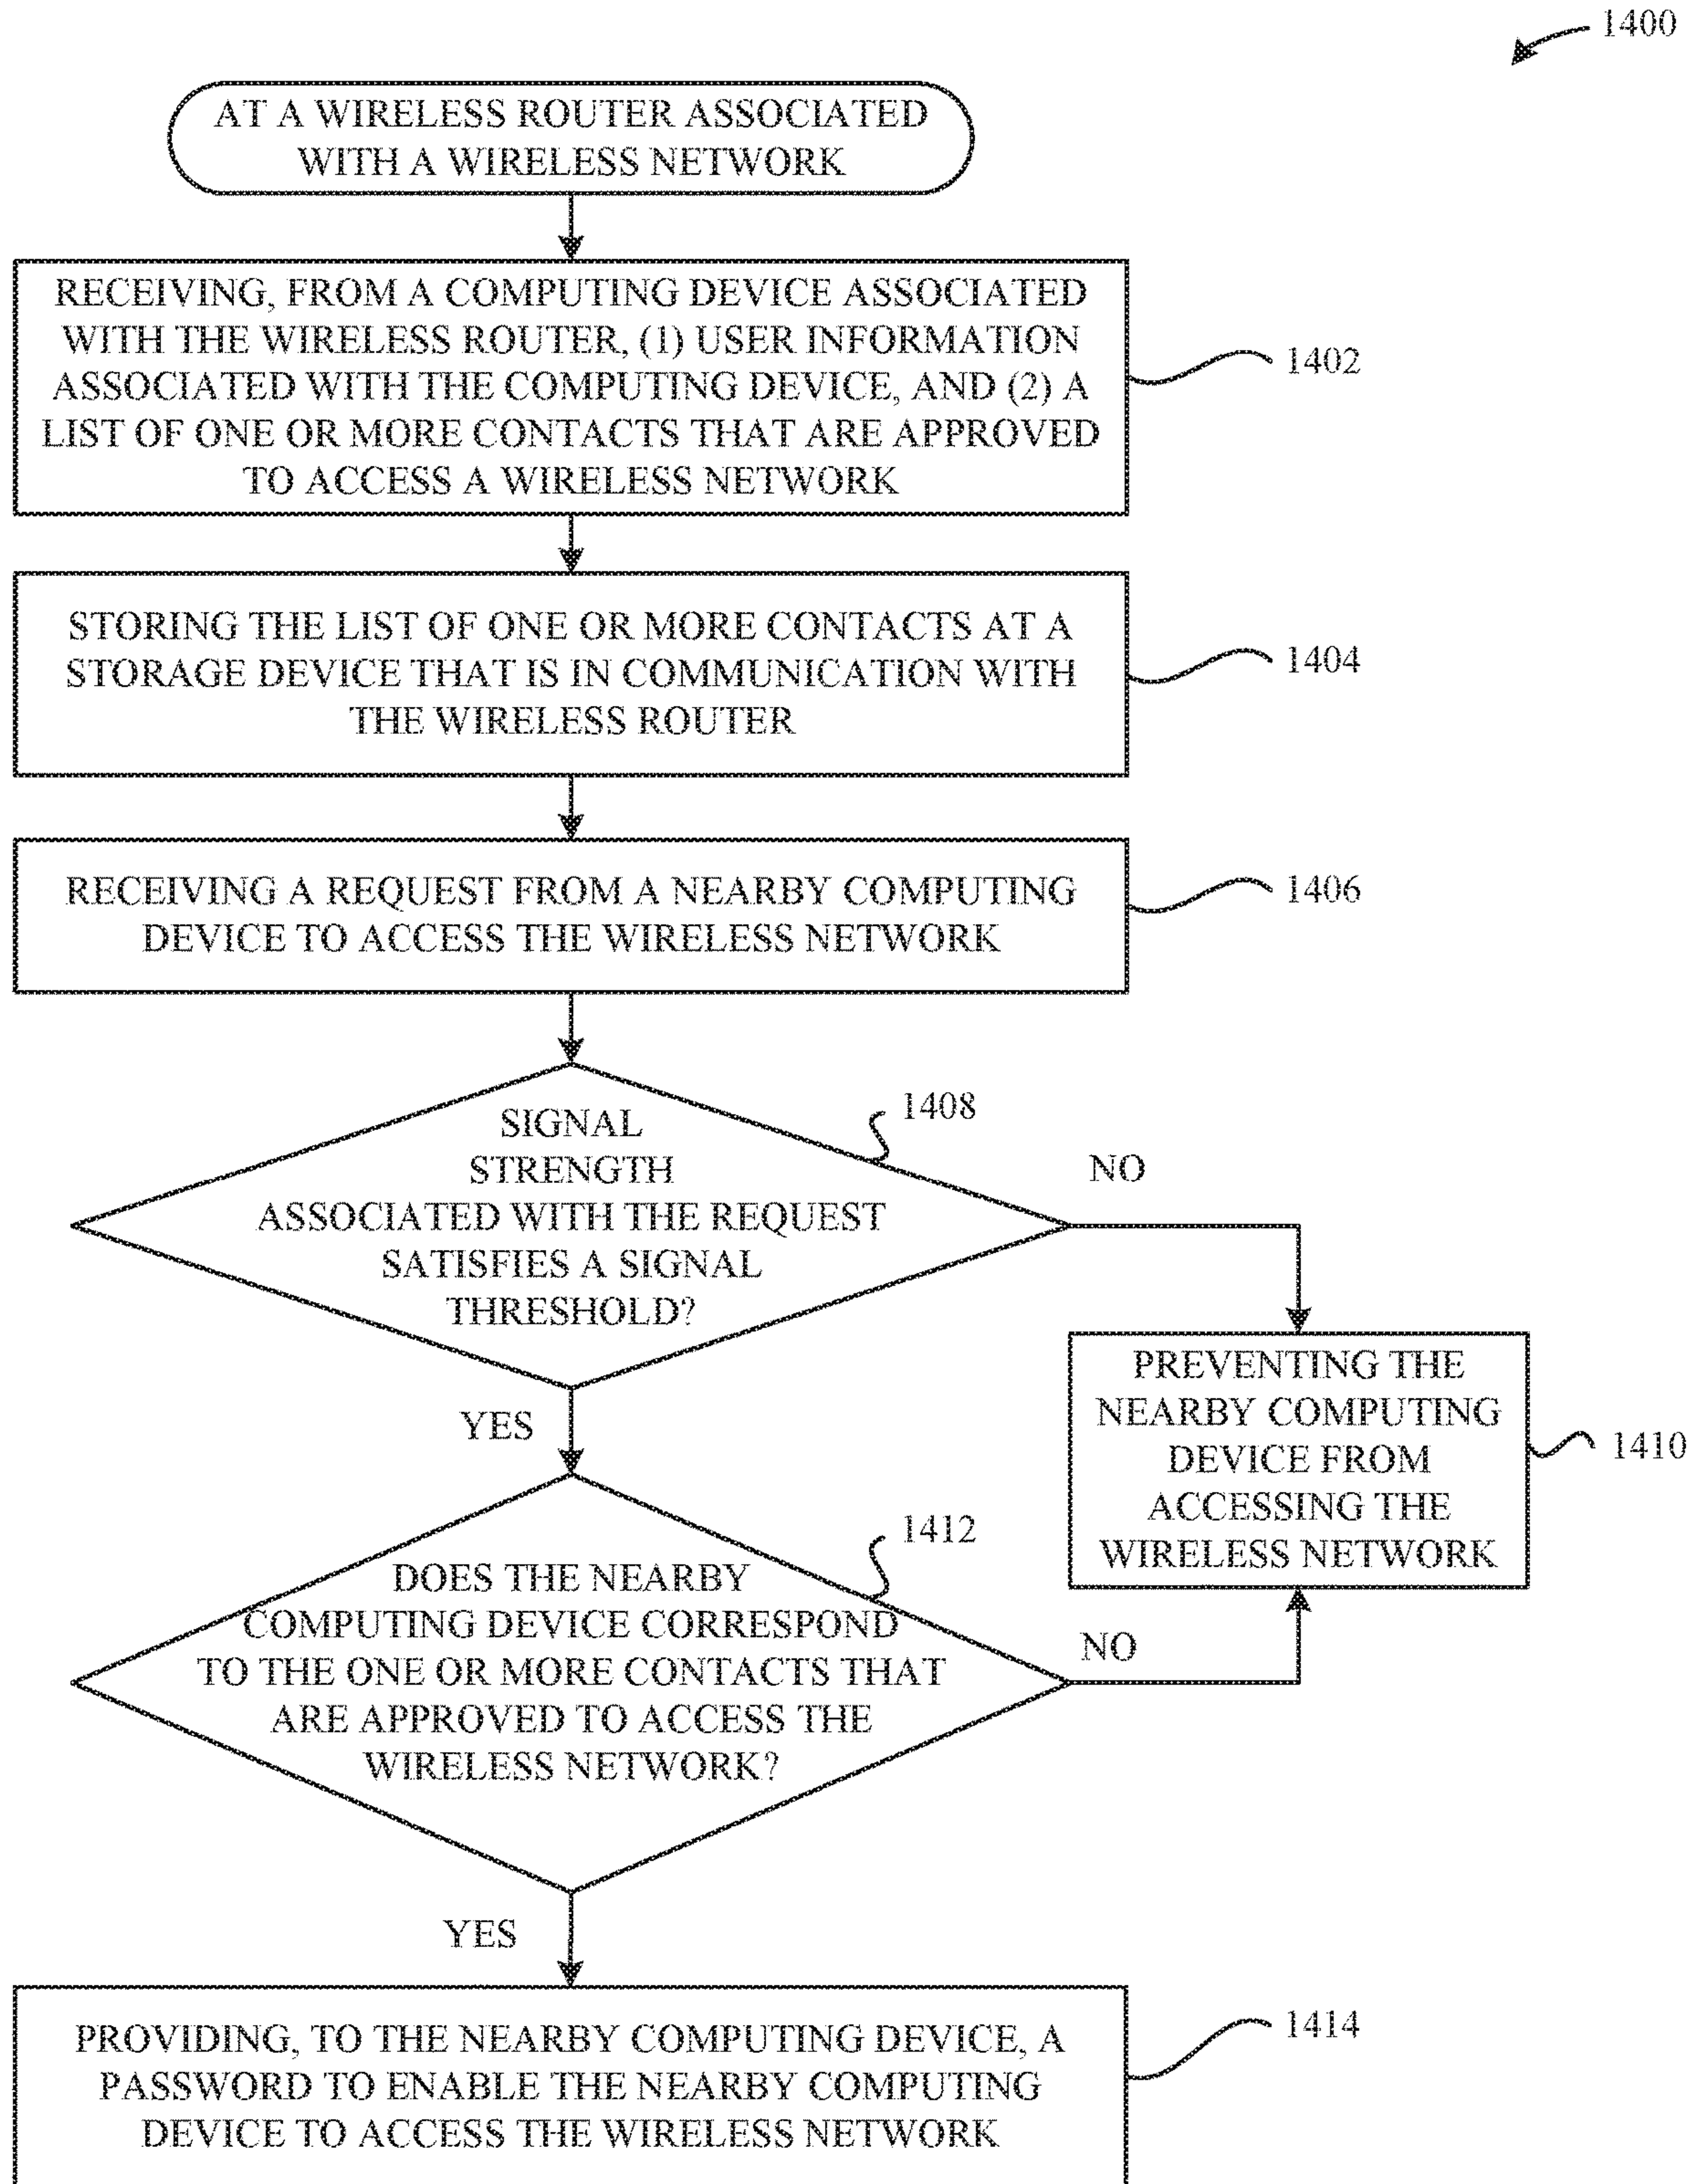 1400
AT A WIRELESS ROUTER ASSOCIATED
WITH A WIRELESS NETWORK
RECEIVING, FROM A COMPUTING DEVICE ASSOCIATED
WITH THE WIRELESS ROUTER, (1) USER INFORMATION
ASSOCIATED WITH THE COMPUTING DEVICE, AND (2) A
LIST OF ONE OR MORE CONTACTS THAT ARE APPROVED
TO ACCESS A WIRELESS NETWORK
1402
STORING THE LIST OF ONE OR MORE CONTACTS AT A
STORAGE DEVICE THAT IS IN COMMUNICATION WITH
THE WIRELESS ROUTER
1404
RECEIVING A REQUEST FROM A NEARBY COMPUTING
DEVICE TO ACCESS THE WIRELESS NETWORK
1406
SIGNAL
STRENGTH
ASSOCIATED WITH THE REQUEST
SATISFIES A SIGNAL
THRESHOLD?
1408
NO
YES
PREVENTING THE
NEARBY COMPUTING
DEVICE FROM
ACCESSING THE
WIRELESS NETWORK
1410
DOES THE NEARBY
COMPUTING DEVICE CORRESPOND
TO THE ONE OR MORE CONTACTS THAT
ARE APPROVED TO ACCESS THE
WIRELESS NETWORK?
1412
NO
YES
PROVIDING, TO THE NEARBY COMPUTING DEVICE, A
PASSWORD TO ENABLE THE NEARBY COMPUTING
DEVICE TO ACCESS THE WIRELESS NETWORK
1414